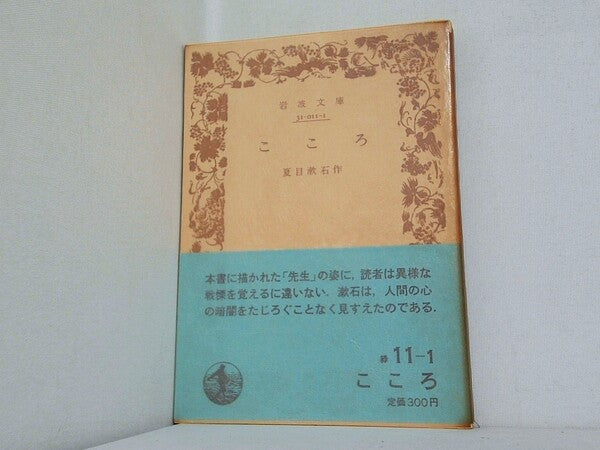 岩波文庫
31-011-1
こころ
夏目漱石作
本書に描かれた「先生」の姿に，読者は異様な
戦慄を覚えるに違いない．漱石は，人間の心
の暗闇をたじろぐことなく見すえたのである．
緑 11-1
こころ
定価300円